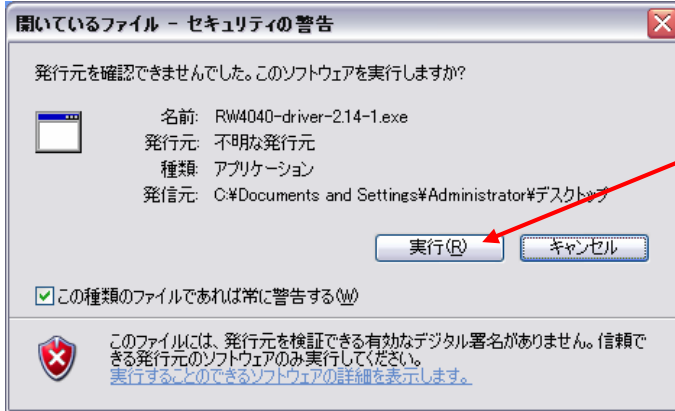 開いているファイル - セキュリティの警告
発行元を確認できませんでした。このソフトウェアを実行しますか?
名前: RW4040-driver-2.14-1.exe
発行元: 不明な発行元
種類: アプリケーション
発信元: C:¥Documents and Settings¥Administrator¥デスクトップ
実行(R) キャンセル
この種類のファイルであれば常に警告する(W)
このファイルには、発行元を検証できる有効なデジタル署名がありません。信頼で
きる発行元のソフトウェアのみ実行してください。
実行することのできるソフトウェアの詳細を表示します。